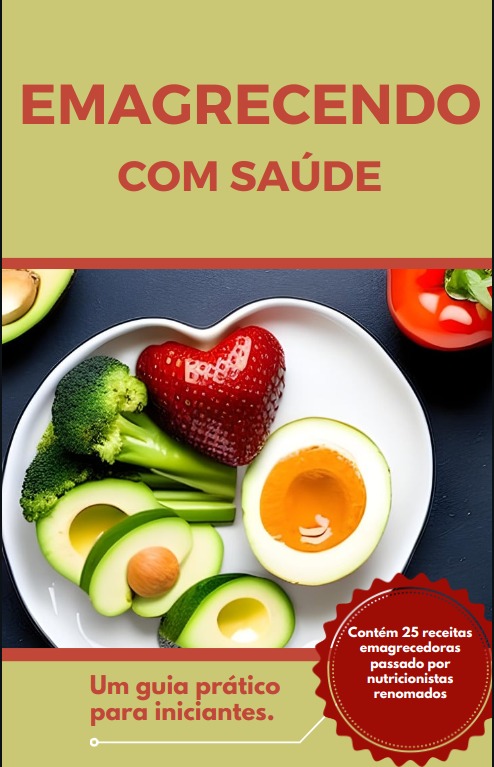 EMAGRECENDO
COM SAÚDE
Contém 25 receitas
emagrecedoras
passado por
nutricionistas
renomados
Um guia prático
para iniciantes.